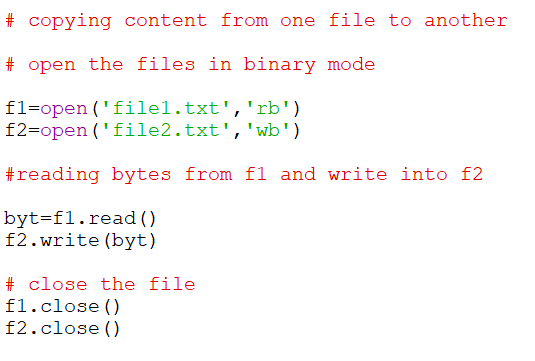 # copying content from one file to another
# open the files in binary mode
f1=open('file1.txt','rb')
f2=open('file2.txt','wb')
#reading bytes from f1 and write into f2
byt=f1.read()
f2.write(byt)
# close the file
f1.close()
f2.close()